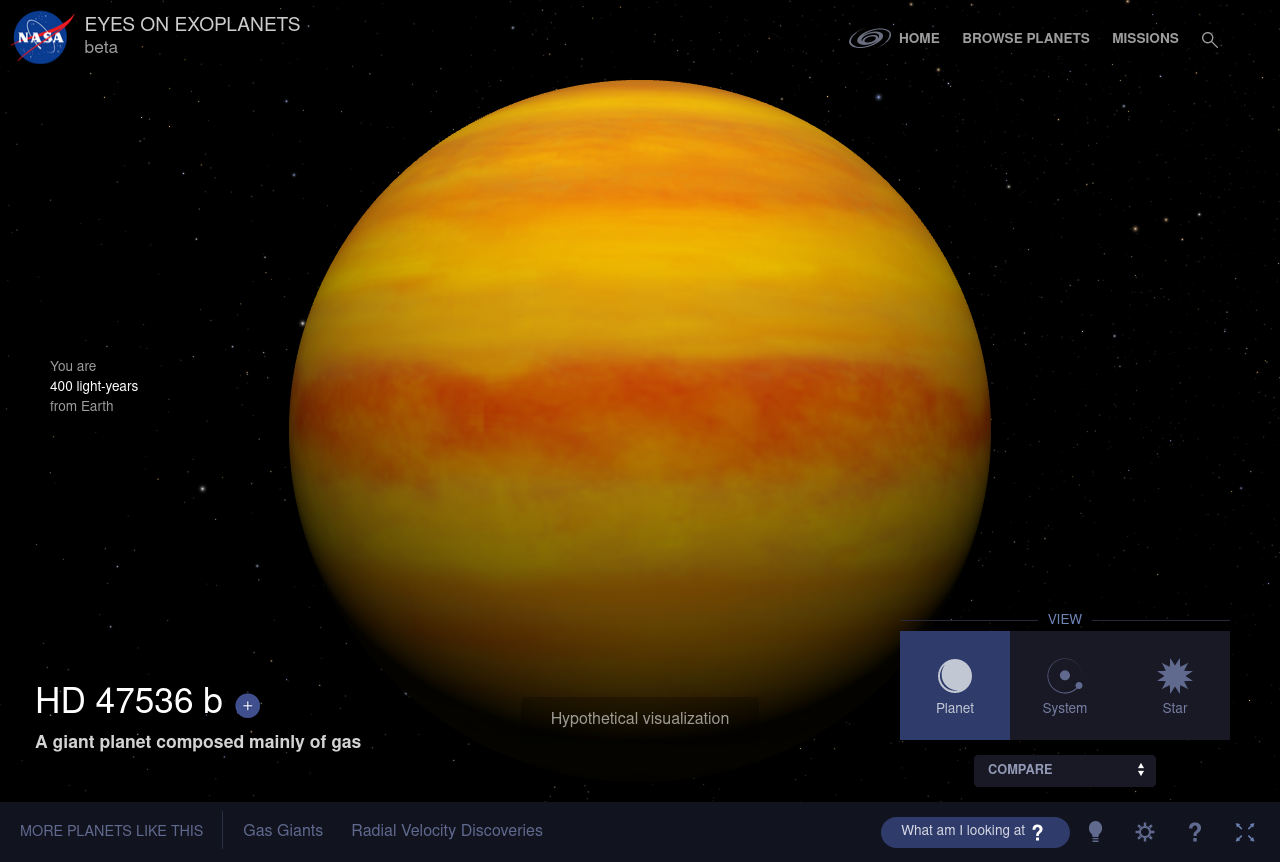 NASA
EYES ON EXOPLANETS
beta
HOME
BROWSE PLANETS
MISSIONS
You are
400 light-years
from Earth
HD 47536 b +
A giant planet composed mainly of gas
Hypothetical visualization
VIEW
Planet
System
Star
COMPARE
MORE PLANETS LIKE THIS
Gas Giants
Radial Velocity Discoveries
What am I looking at ?
?